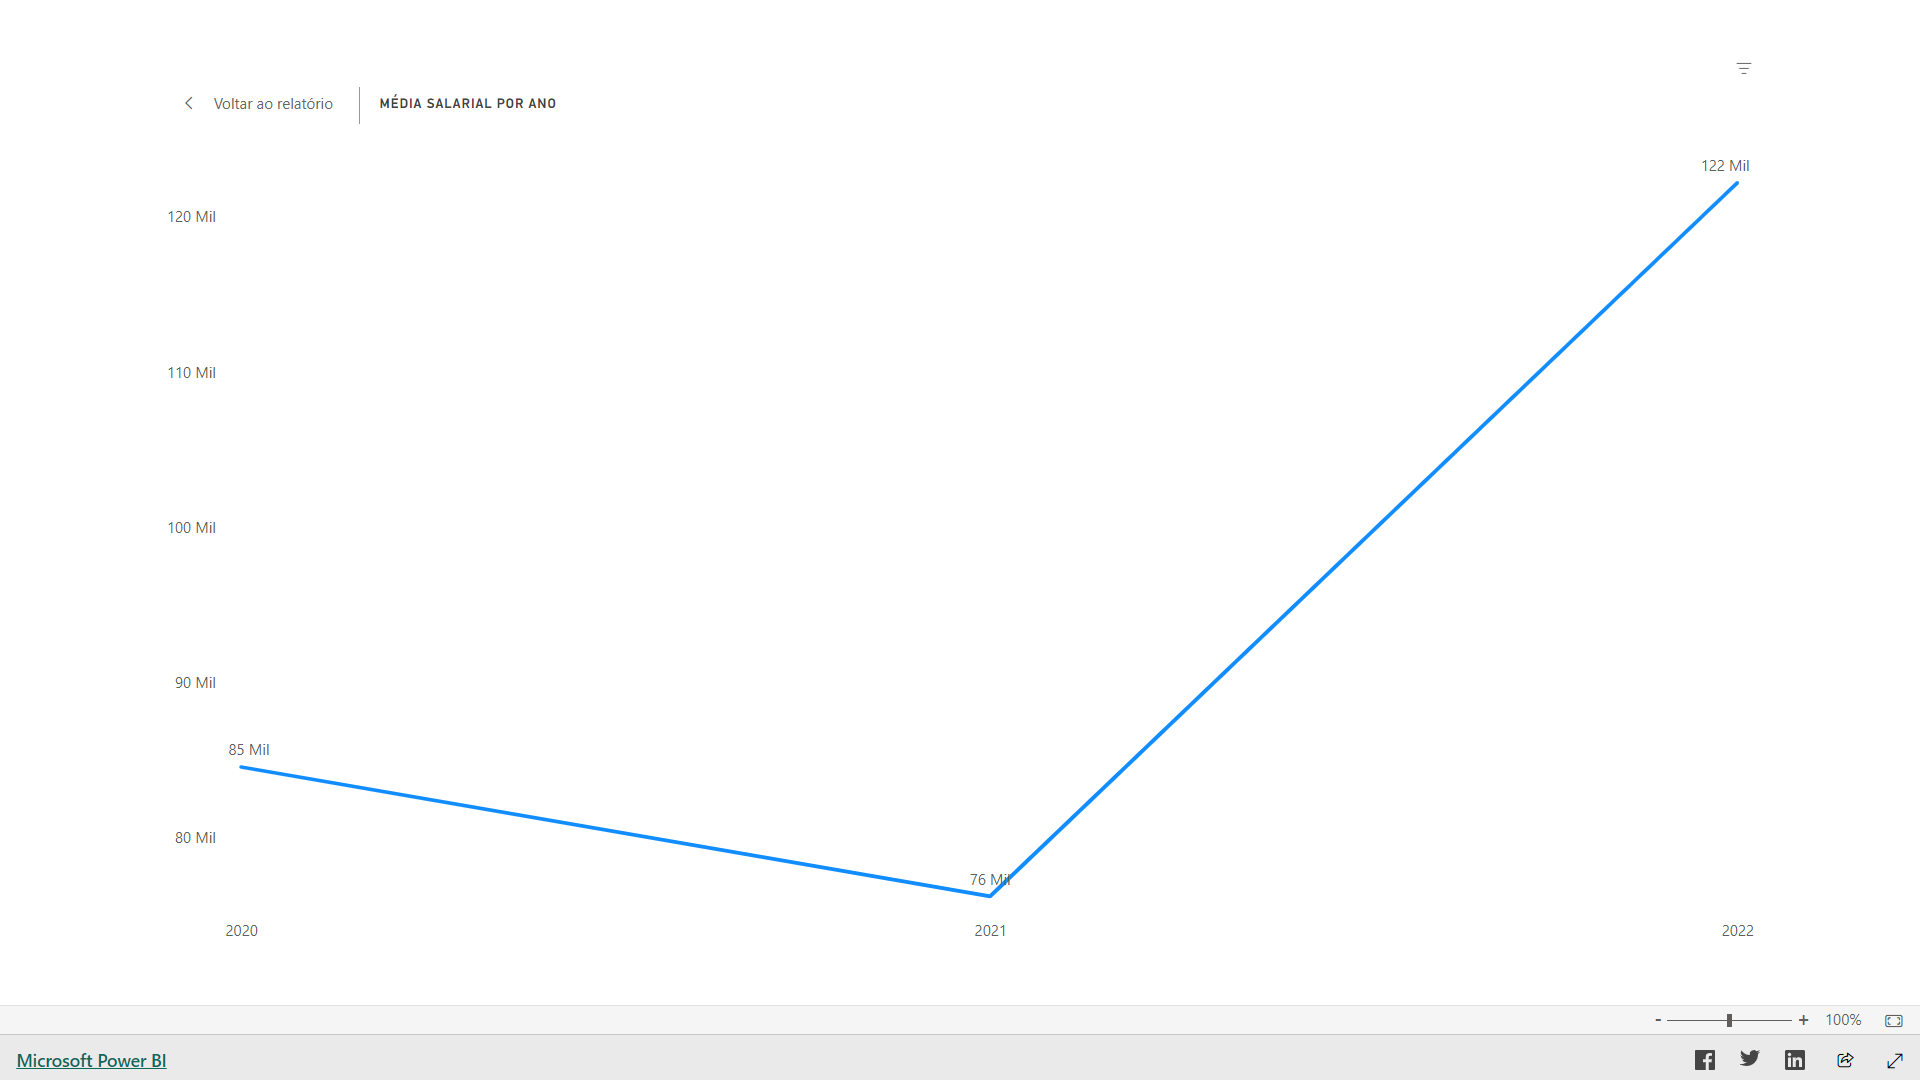 Voltar ao relatório
MÉDIA SALARIAL POR ANO
122 Mil
120 Mil
110 Mil
100 Mil
90 Mil
85 Mil
80 Mil
76 Mil
2020
2021
2022
- + 100%
Microsoft Power BI